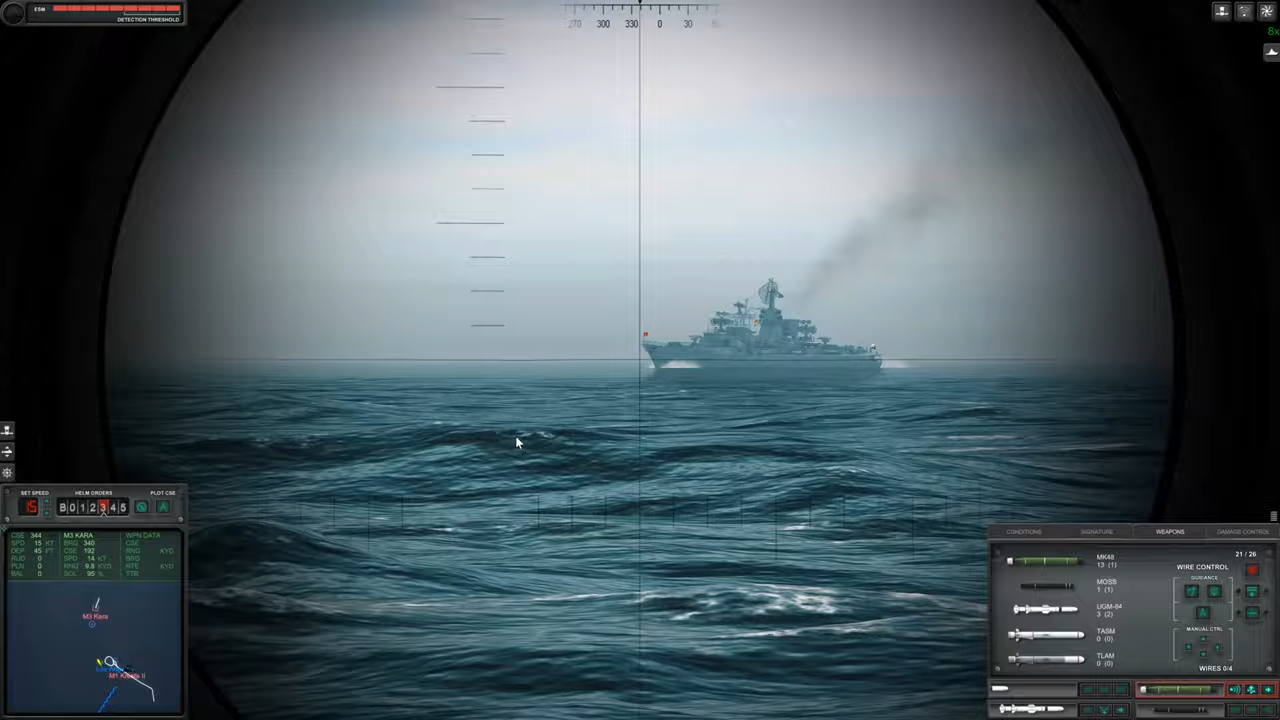 ESM
DETECTION THRESHOLD
270 300 330 0 30
8x
SET SPEED HELM ORDERS PLOT CSE
15 B 0 1 2 3 4 5
CSE 344 M3 KARA WPN DATA
SPD 15 KT BRG 340 CSE
DEP 45 FT CSE 192 RNG KYD
RUD 0 SPD 14 KT BRG
PLN 0 RNG 9.8 KYD RTE KYD
BAL 0 SOL 95 % TTR
M3 Kara
M1 Krivak II
CONDITIONS SIGNATURE WEAPONS DAMAGE CONTROL
MK48
13 (1)
MOSS
1 (1)
UGM-84
3 (2)
TASM
0 (0)
TLAM
0 (0)
21 / 26
WIRE CONTROL
GUIDANCE
A
MANUAL CTRL
WIRES 0/4